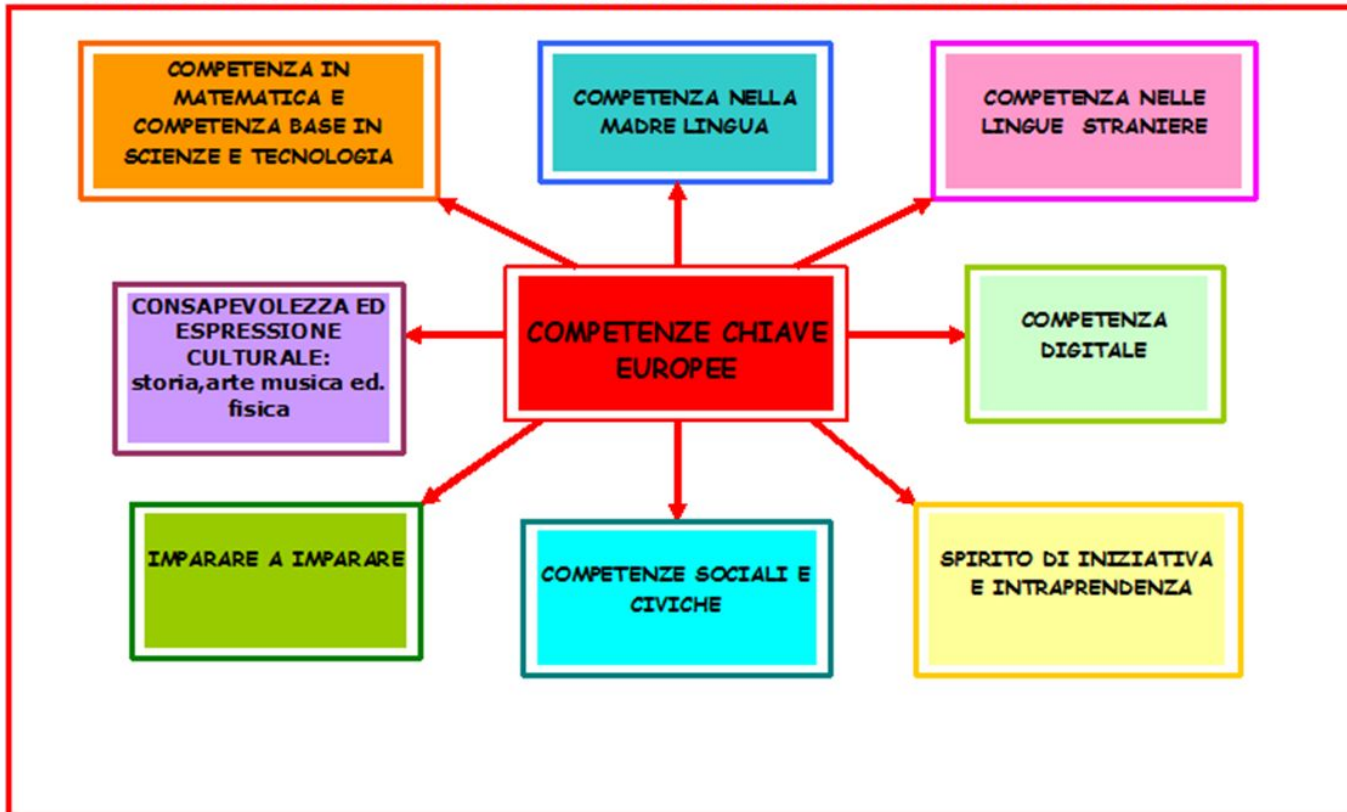 COMPETENZA IN
MATEMATICA E
COMPETENZA BASE IN
SCIENZE E TECNOLOGIA
COMPETENZA NELLA
MADRE LINGUA
COMPETENZA NELLE
LINGUE STRANIERE
CONSAPEVOLEZZA ED
ESPRESSIONE
CULTURALE:
storia,arte musica ed.
fisica
COMPETENZE CHIAVE
EUROPEE
COMPETENZA
DIGITALE
IMPARARE A IMPARARE
COMPETENZE SOCIALI E
CIVICHE
SPIRITO DI INIZIATIVA
E INTRAPRENDENZA